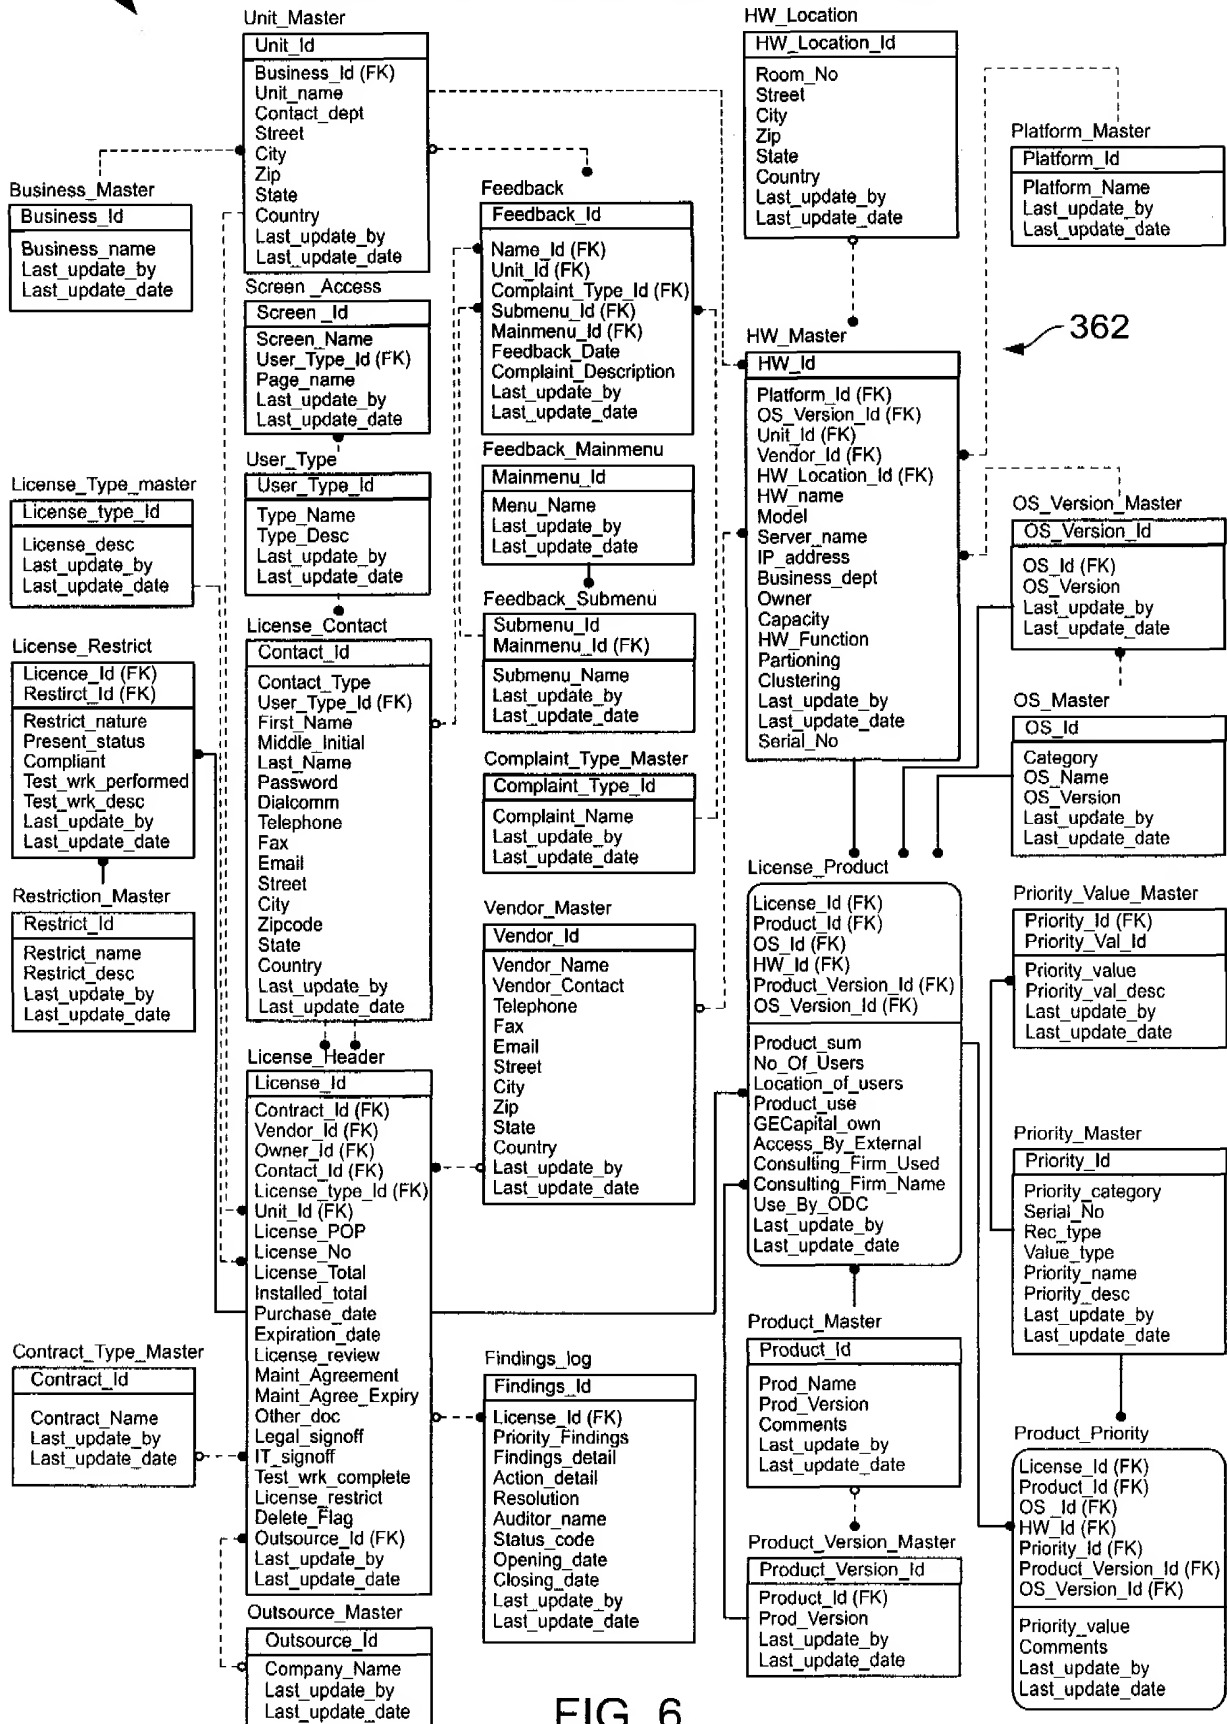 Unit_Master
Unit_Id
Business_Id (FK)
Unit_name
Contact_dept
Street
City
Zip
State
Country
Last_update_by
Last_update_date
Business_Master
Business_Id
Business_name
Last_update_by
Last_update_date
Screen_Access
Screen_Id
Screen_Name
User_Type_Id (FK)
Page_name
Last_update_by
Last_update_date
User_Type
User_Type_Id
Type_Name
Type_Desc
Last_update_by
Last_update_date
License_Type_master
License_type_Id
License_desc
Last_update_by
Last_update_date
License_Restrict
Licence_Id (FK)
Restirct_Id (FK)
Restrict_nature
Present_status
Compliant
Test_wrk_performed
Test_wrk_desc
Last_update_by
Last_update_date
Restriction_Master
Restrict_Id
Restrict_name
Restrict_desc
Last_update_by
Last_update_date
License_Contact
Contact_Id
Contact_Type
User_Type_Id (FK)
First_Name
Middle_Initial
Last_Name
Password
Dialcomm
Telephone
Fax
Email
Street
City
Zipcode
State
Country
Last_update_by
Last_update_date
License_Header
License_Id
Contract_Id (FK)
Vendor_Id (FK)
Owner_Id (FK)
Contact_Id (FK)
License_type_Id (FK)
Unit_Id (FK)
License_POP
License_No
License_Total
Installed_total
Purchase_date
Expiration_date
License_review
Maint_Agreement
Maint_Agree_Expiry
Other_doc
Legal_signoff
IT_signoff
Test_wrk_complete
License_restrict
Delete_Flag
Outsource_Id (FK)
Last_update_by
Last_update_date
Contract_Type_Master
Contract_Id
Contract_Name
Last_update_by
Last_update_date
Outsource_Master
Outsource_Id
Company_Name
Last_update_by
Last_update_date
Feedback
Feedback_Id
Name_Id (FK)
Unit_Id (FK)
Complaint_Type_Id (FK)
Submenu_Id (FK)
Mainmenu_Id (FK)
Feedback_Date
Complaint_Description
Last_update_by
Last_update_date
Feedback_Mainmenu
Mainmenu_Id
Menu_Name
Last_update_by
Last_update_date
Feedback_Submenu
Submenu_Id
Mainmenu_Id (FK)
Submenu_Name
Last_update_by
Last_update_date
Complaint_Type_Master
Complaint_Type_Id
Complaint_Name
Last_update_by
Last_update_date
Vendor_Master
Vendor_Id
Vendor_Name
Vendor_Contact
Telephone
Fax
Email
Street
City
Zip
State
Country
Last_update_by
Last_update_date
Findings_log
Findings_Id
License_Id (FK)
Priority_Findings
Findings_detail
Action_detail
Resolution
Auditor_name
Status_code
Opening_date
Closing_date
Last_update_by
Last_update_date
HW_Location
HW_Location_Id
Room_No
Street
City
Zip
State
Country
Last_update_by
Last_update_date
HW_Master
HW_Id
Platform_Id (FK)
OS_Version_Id (FK)
Unit_Id (FK)
Vendor_Id (FK)
HW_Location_Id (FK)
HW_name
Model
Server_name
IP_address
Business_dept
Owner
Capacity
HW_Function
Partioning
Clustering
Last_update_by
Last_update_date
Serial_No
License_Product
License_Id (FK)
Product_Id (FK)
OS_Id (FK)
HW_Id (FK)
Product_Version_Id (FK)
OS_Version_Id (FK)
Product_sum
No_Of_Users
Location_of_users
Product_use
GECapital_own
Access_By_External
Consulting_Firm_Used
Consulting_Firm_Name
Use_By_ODC
Last_update_by
Last_update_date
Product_Master
Product_Id
Prod_Name
Prod_Version
Comments
Last_update_by
Last_update_date
Product_Version_Master
Product_Version_Id
Product_Id (FK)
Prod_Version
Last_update_by
Last_update_date
Platform_Master
Platform_Id
Platform_Name
Last_update_by
Last_update_date
362
OS_Version_Master
OS_Version_Id
OS_Id (FK)
OS_Version
Last_update_by
Last_update_date
OS_Master
OS_Id
Category
OS_Name
OS_Version
Last_update_by
Last_update_date
Priority_Value_Master
Priority_Id (FK)
Priority_Val_Id
Priority_value
Priority_val_desc
Last_update_by
Last_update_date
Priority_Master
Priority_Id
Priority_category
Serial_No
Rec_type
Value_type
Priority_name
Priority_desc
Last_update_by
Last_update_date
Product_Priority
License_Id (FK)
Product_Id (FK)
OS_Id (FK)
HW_Id (FK)
Priority_Id (FK)
Product_Version_Id (FK)
OS_Version_Id (FK)
Priority_value
Comments
Last_update_by
Last_update_date
FIG. 6